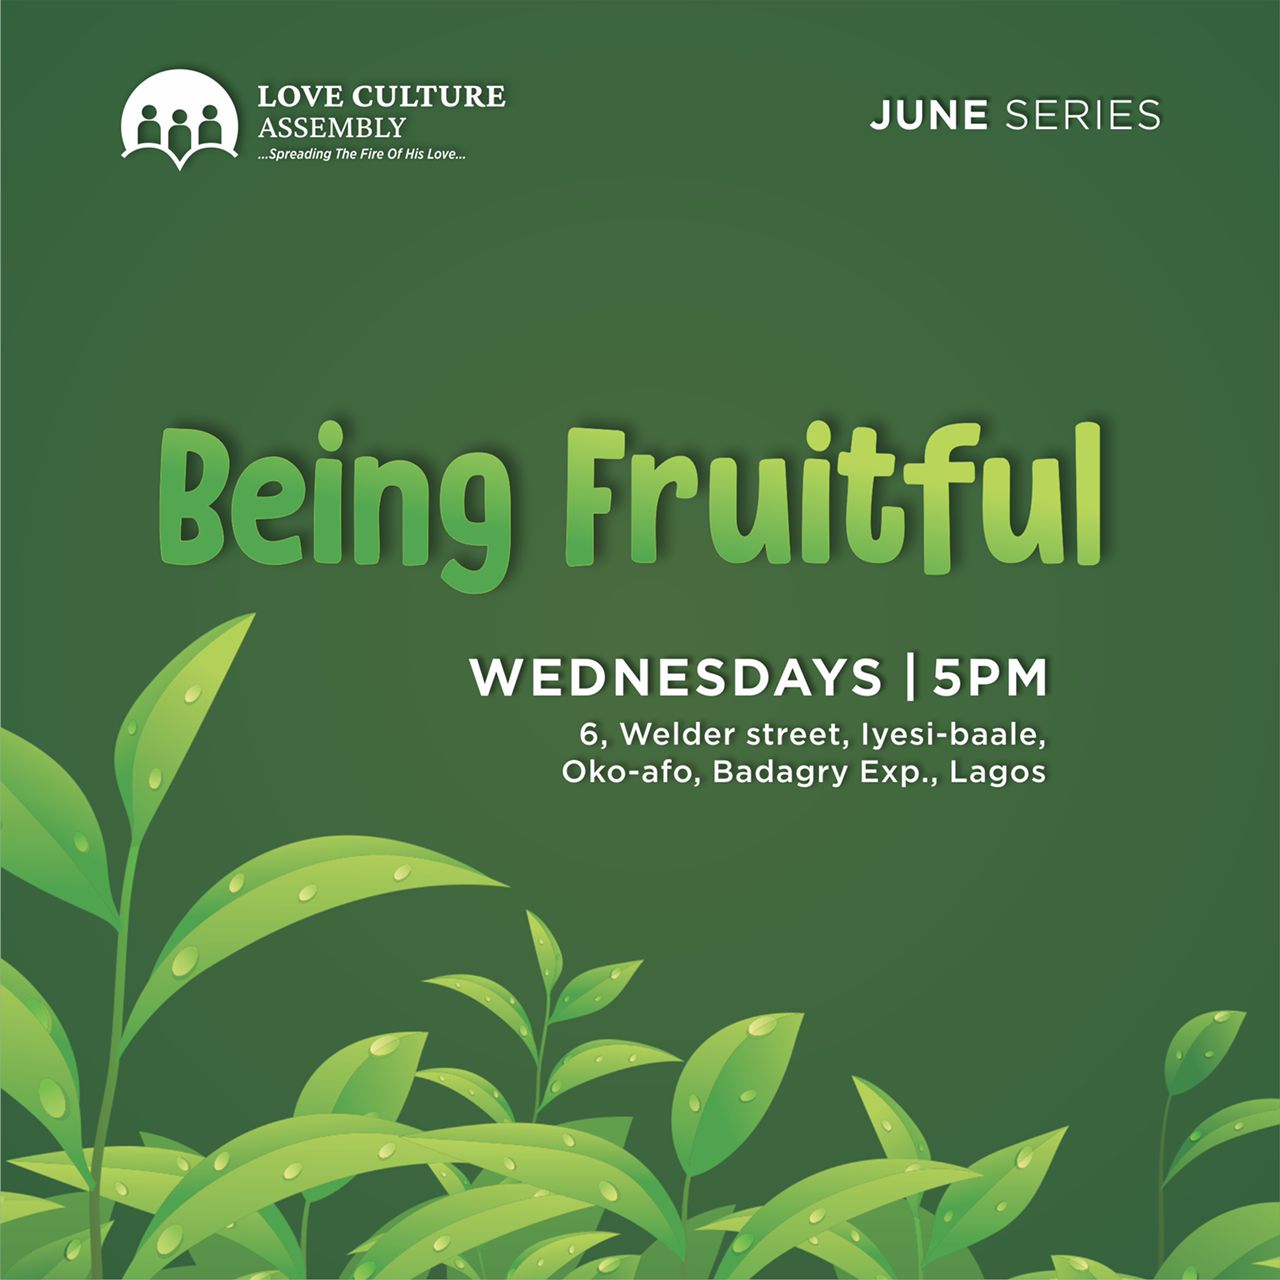 LOVE CULTURE
ASSEMBLY
...Spreading The Fire Of His Love...
JUNE SERIES
Being Fruitful
WEDNESDAYS | 5PM
6, Welder street, Iyesi-baale,
Oko-afo, Badagry Exp., Lagos